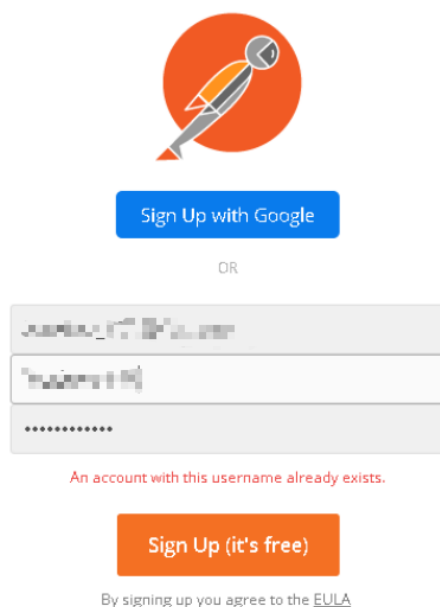 Sign Up with Google
OR
••••••••••••
An account with this username already exists.
Sign Up (it's free)
By signing up you agree to the EULA